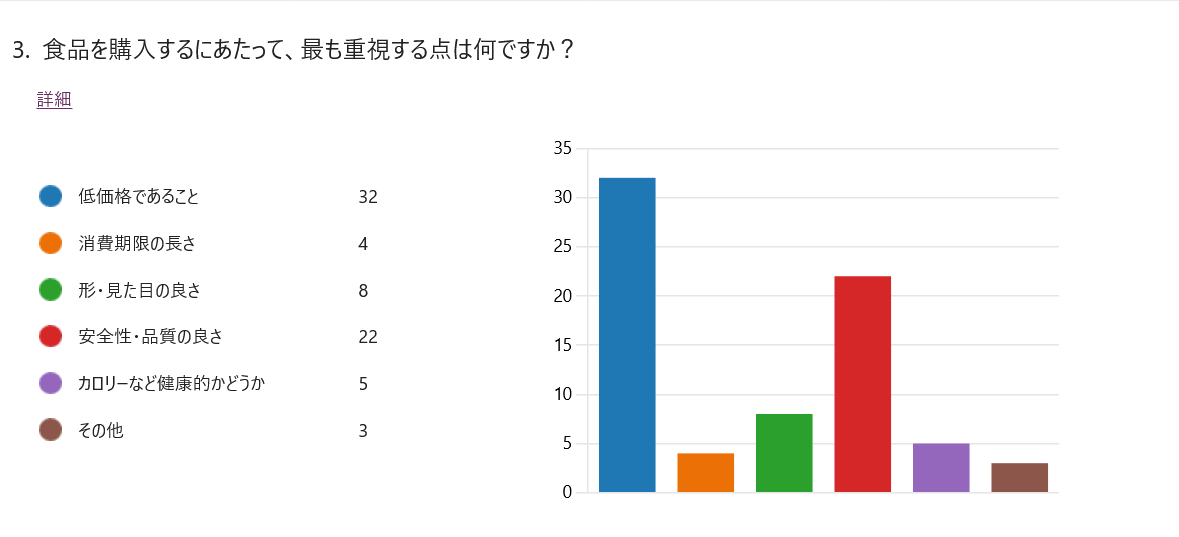 3. 食品を購入するにあたって、最も重視する点は何ですか？
詳細
低価格であること 32
消費期限の長さ 4
形・見た目の良さ 8
安全性・品質の良さ 22
カロリーなど健康的かどうか 5
その他 3
35
30
25
20
15
10
5
0